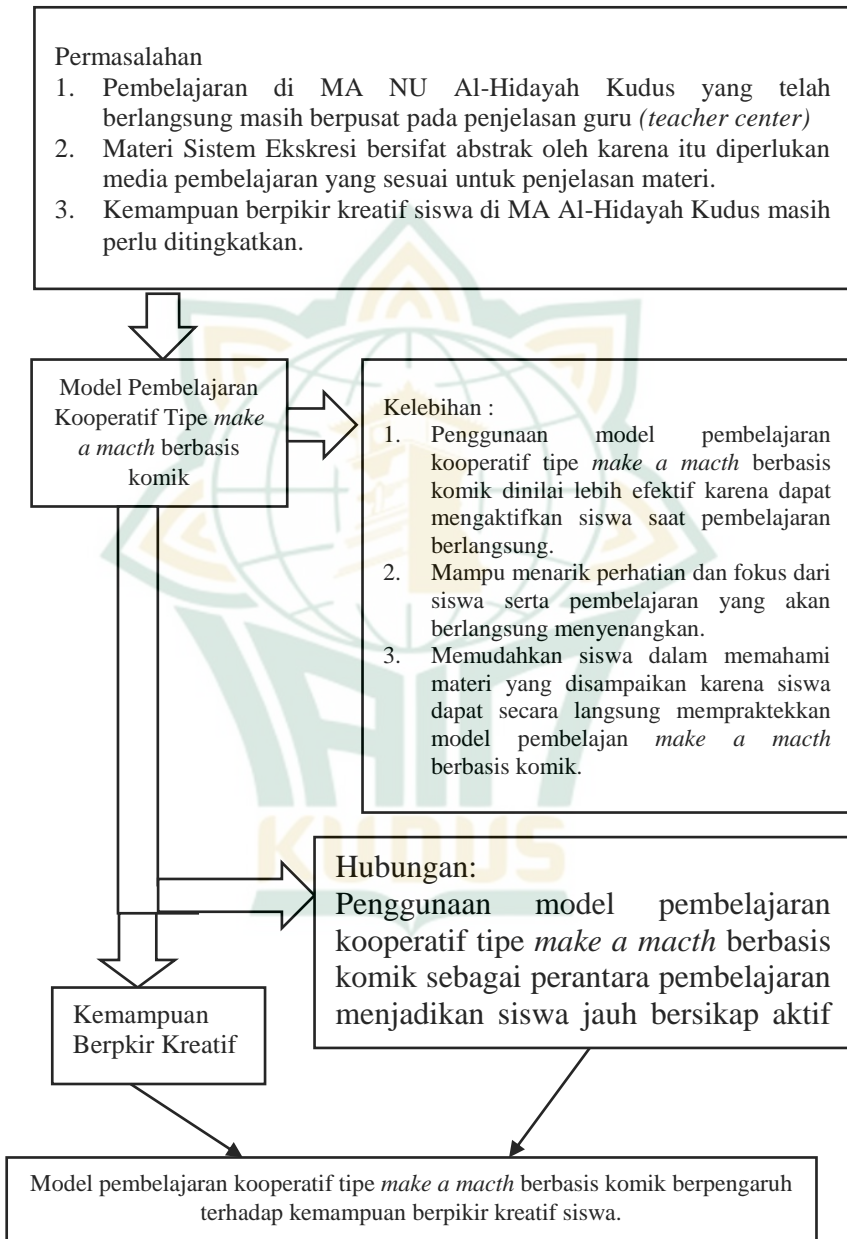 Permasalahan
1. Pembelajaran di MA NU Al-Hidayah Kudus yang telah
berlangsung masih berpusat pada penjelasan guru (teacher center)
2. Materi Sistem Ekskresi bersifat abstrak oleh karena itu diperlukan
media pembelajaran yang sesuai untuk penjelasan materi.
3. Kemampuan berpikir kreatif siswa di MA Al-Hidayah Kudus masih
perlu ditingkatkan.
Model Pembelajaran
Kooperatif Tipe make
a macth berbasis
komik
Kelebihan :
1. Penggunaan model pembelajaran
kooperatif tipe make a macth berbasis
komik dinilai lebih efektif karena dapat
mengaktifkan siswa saat pembelajaran
berlangsung.
2. Mampu menarik perhatian dan fokus dari
siswa serta pembelajaran yang akan
berlangsung menyenangkan.
3. Memudahkan siswa dalam memahami
materi yang disampaikan karena siswa
dapat secara langsung mempraktekkan
model pembelajan make a macth
berbasis komik.
KUDUS
Hubungan:
Penggunaan model pembelajaran
kooperatif tipe make a macth berbasis
komik sebagai perantara pembelajaran
menjadikan siswa jauh bersikap aktif
Kemampuan
Berpkir Kreatif
Model pembelajaran kooperatif tipe make a macth berbasis komik berpengaruh
terhadap kemampuan berpikir kreatif siswa.